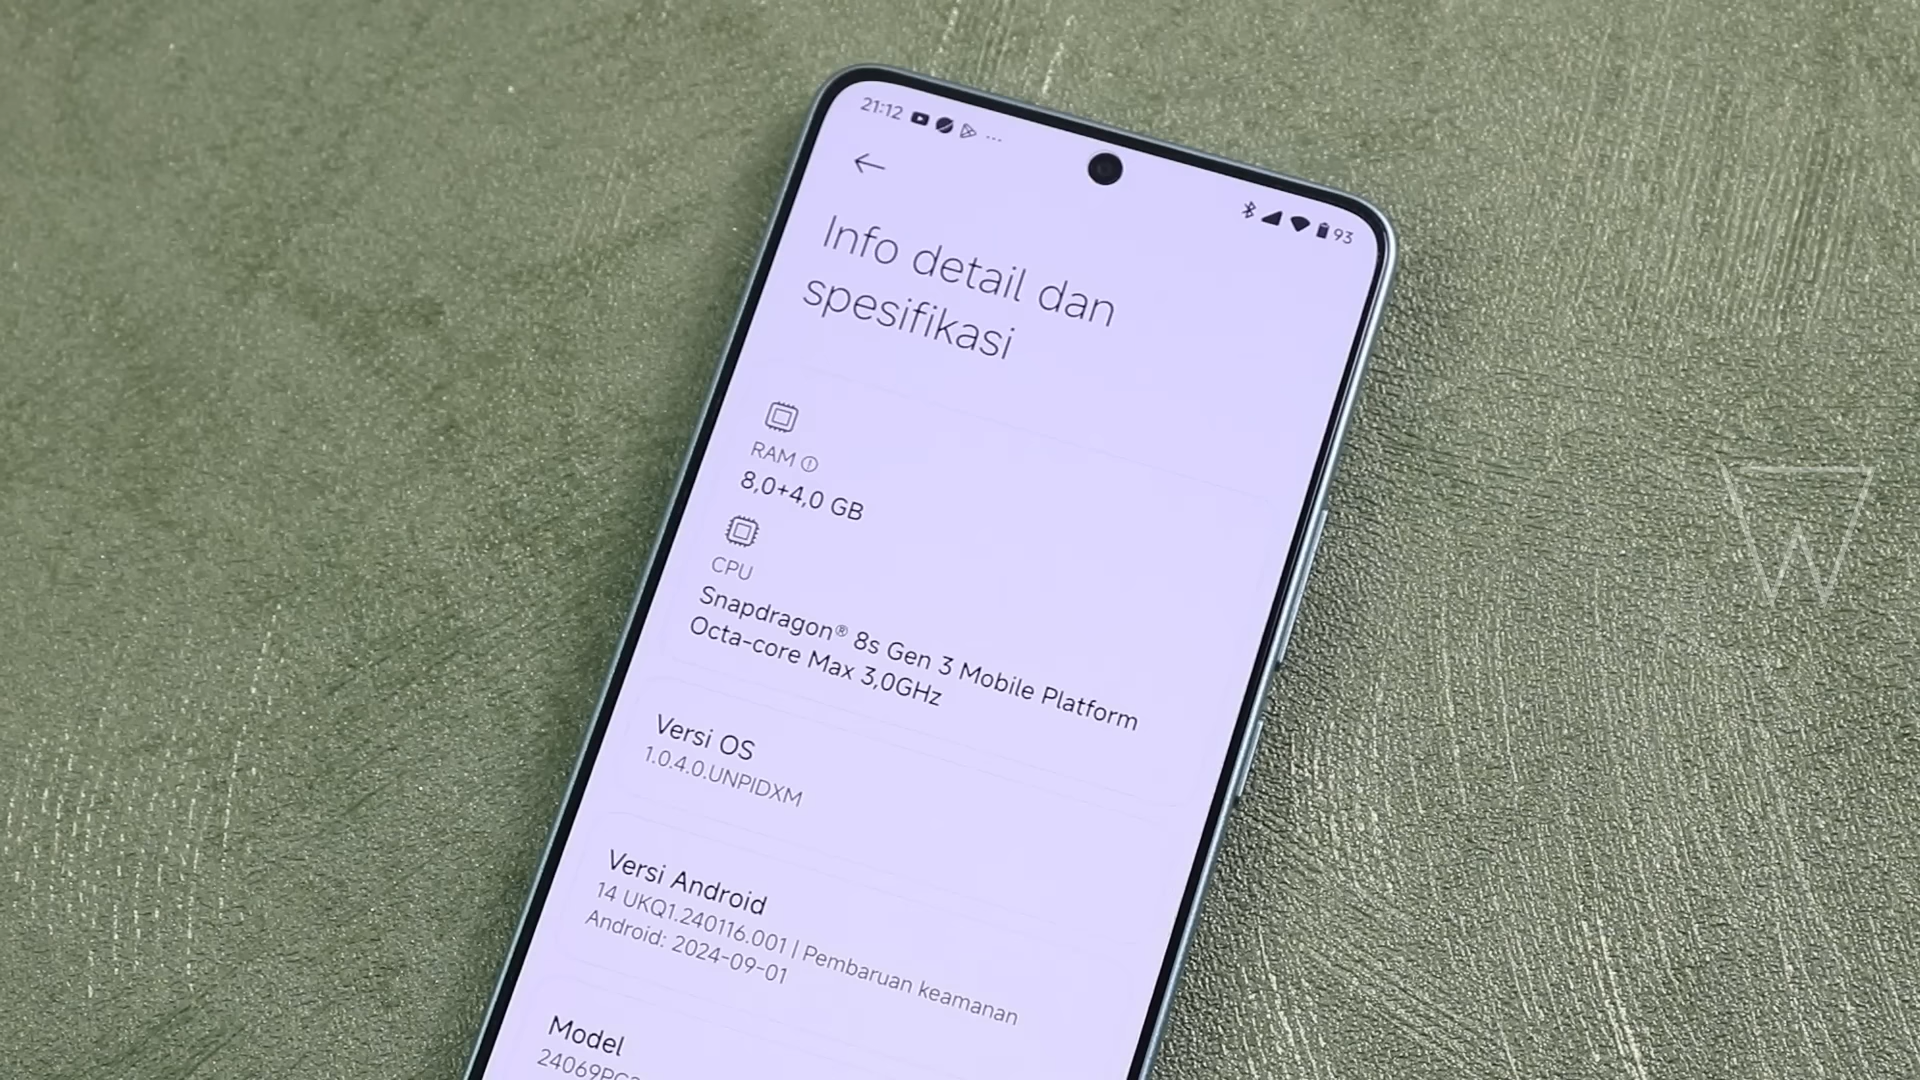 21:12
93
Info detail dan
spesifikasi
RAM
8,0+4,0 GB
CPU
Snapdragon® 8s Gen 3 Mobile Platform
Octa-core Max 3,0GHz
Versi OS
1.0.4.0.UNPIDXM
Versi Android
14 UKQ1.240116.001 | Pembaruan keamanan
Android: 2024-09-01
Model
W